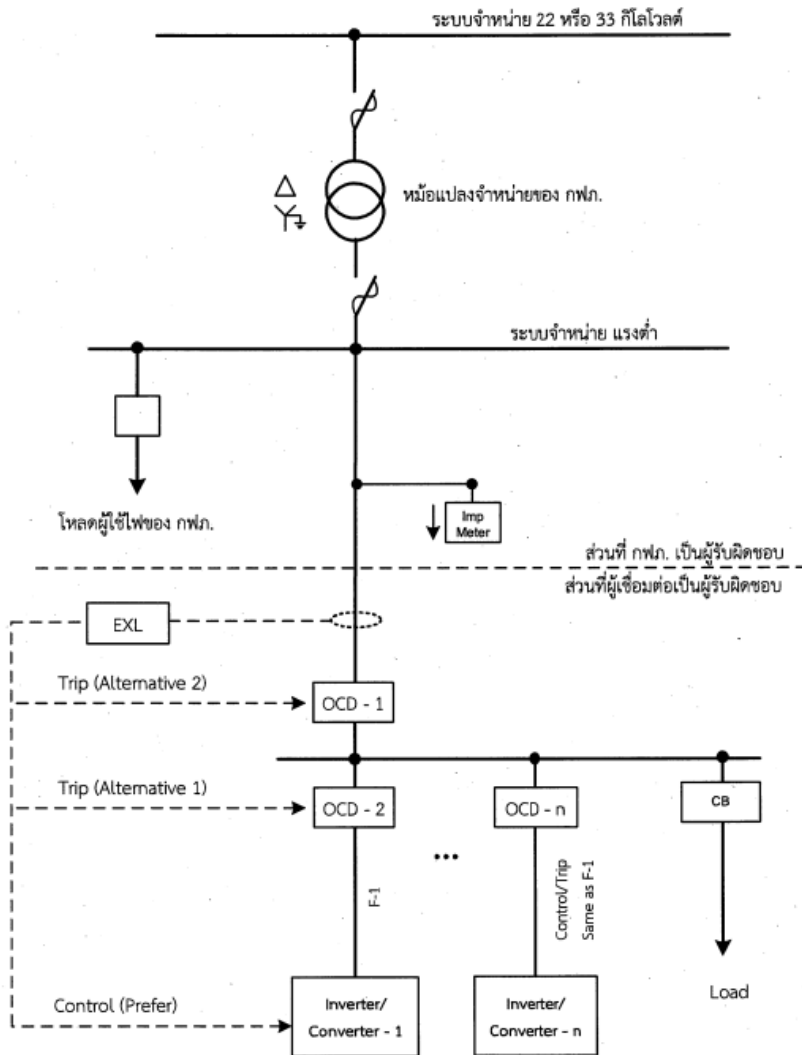 ระบบจำหน่าย 22 หรือ 33 กิโลโวลต์
หม้อแปลงจำหน่ายของ กฟภ.
ระบบจำหน่าย แรงต่ำ
โหลดผู้ใช้ไฟของ กฟภ.
Imp
Meter
ส่วนที่ กฟภ. เป็นผู้รับผิดชอบ
ส่วนที่ผู้เชื่อมต่อเป็นผู้รับผิดชอบ
EXL
Trip (Alternative 2)
OCD - 1
Trip (Alternative 1)
OCD - 2
OCD - n
CB
...
F-1
Control/Trip
Same as F-1
Control (Prefer)
Inverter/
Converter - 1
Inverter/
Converter - n
Load